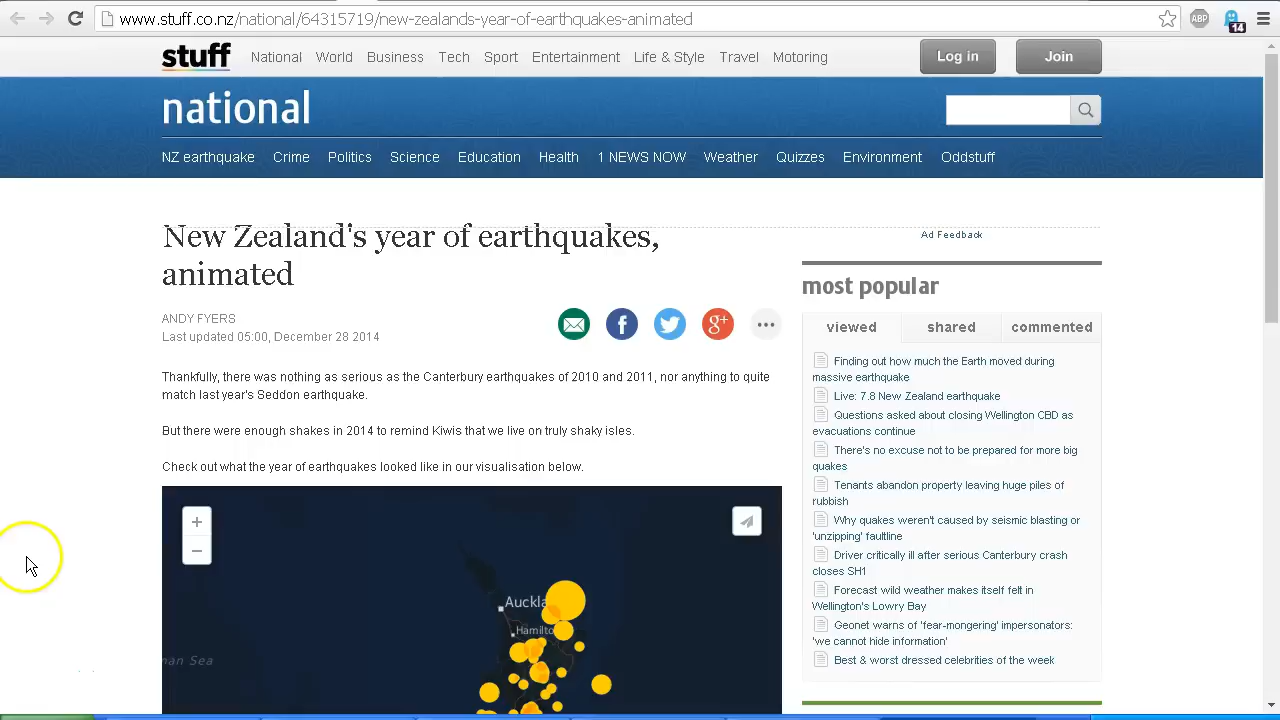 www.stuff.co.nz/national/64315719/new-zealands-year-of-earthquakes-animated
ABP
14
stuff
National World Business Tech Sport Entertainment Life & Style Travel Motoring
Log in
Join
national
NZ earthquake Crime Politics Science Education Health 1 NEWS NOW Weather Quizzes Environment Oddstuff
New Zealand's year of earthquakes,
animated
ANDY FYERS
Last updated 05:00, December 28 2014
f
g+
Thankfully, there was nothing as serious as the Canterbury earthquakes of 2010 and 2011, nor anything to quite
match last year's Seddon earthquake.
But there were enough shakes in 2014 to remind Kiwis that we live on truly shaky isles.
Check out what the year of earthquakes looked like in our visualisation below.
+
−
Auckla
Hamilto
an Sea
Ad Feedback
most popular
viewed shared commented
Finding out how much the Earth moved during
massive earthquake
Live: 7.8 New Zealand earthquake
Questions asked about closing Wellington CBD as
evacuations continue
There's no excuse not to be prepared for more big
quakes
Tenants abandon property leaving huge piles of
rubbish
Why quakes weren't caused by seismic blasting or
'unzipping' faultline
Driver critically ill after serious Canterbury crash
closes SH1
Forecast wild weather makes itself felt in
Wellington's Lowry Bay
Geonet warns of 'fear-mongering' impersonators:
'we cannot hide information'
Best & worst dressed celebrities of the week